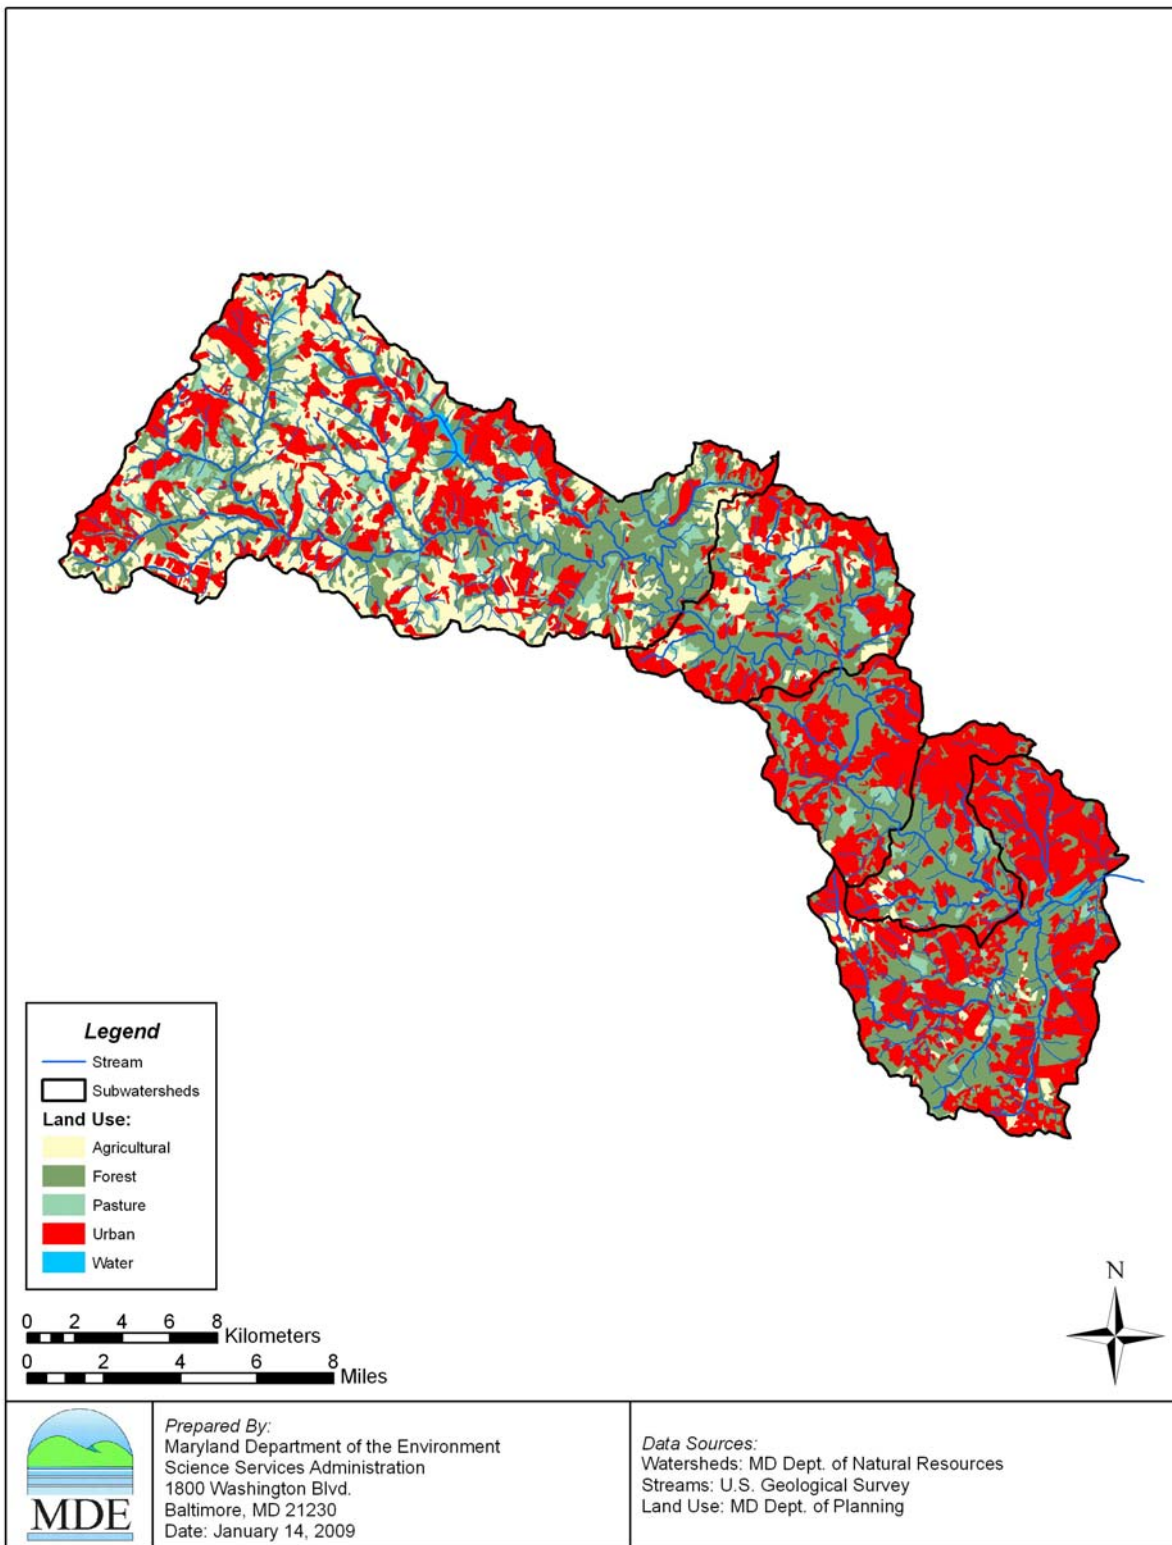 Legend
Stream
Subwatersheds
Land Use:
Agricultural
Forest
Pasture
Urban
Water
N
0 2 4 6 8
Kilometers
0 2 4 6 8
Miles
MDE
Prepared By:
Maryland Department of the Environment
Science Services Administration
1800 Washington Blvd.
Baltimore, MD 21230
Date: January 14, 2009
Data Sources:
Watersheds: MD Dept. of Natural Resources
Streams: U.S. Geological Survey
Land Use: MD Dept. of Planning